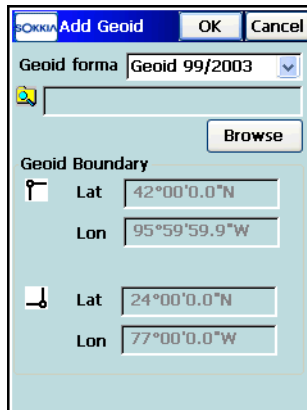 SOKKIA Add Geoid OK Cancel
Geoid forma Geoid 99/2003
Browse
Geoid Boundary
Lat 42°00'0.0"N
Lon 95°59'59.9"W
Lat 24°00'0.0"N
Lon 77°00'0.0"W